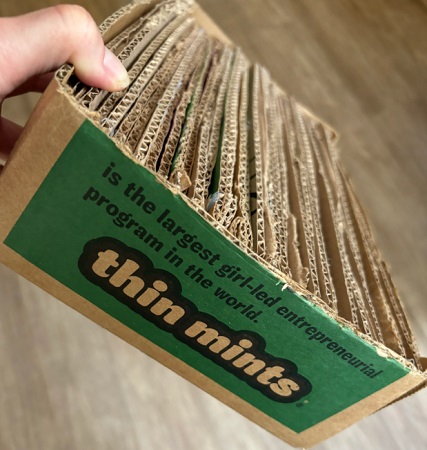 is the largest girl-led entrepreneurial
program in the world.
thin mints